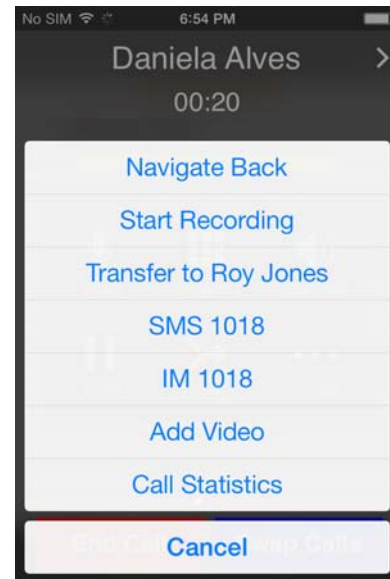 No SIM 6:54 PM
Daniela Alves
00:20
Navigate Back
Start Recording
Transfer to Roy Jones
SMS 1018
IM 1018
Add Video
Call Statistics
Cancel